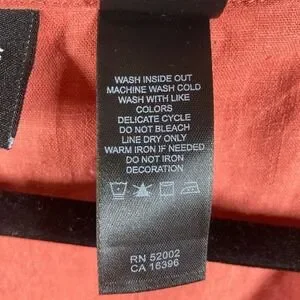 WASH INSIDE OUT
MACHINE WASH COLD
WASH WITH LIKE
COLORS
DELICATE CYCLE
DO NOT BLEACH
LINE DRY ONLY
WARM IRON IF NEEDED
DO NOT IRON
DECORATION
RN 52002
CA 16396